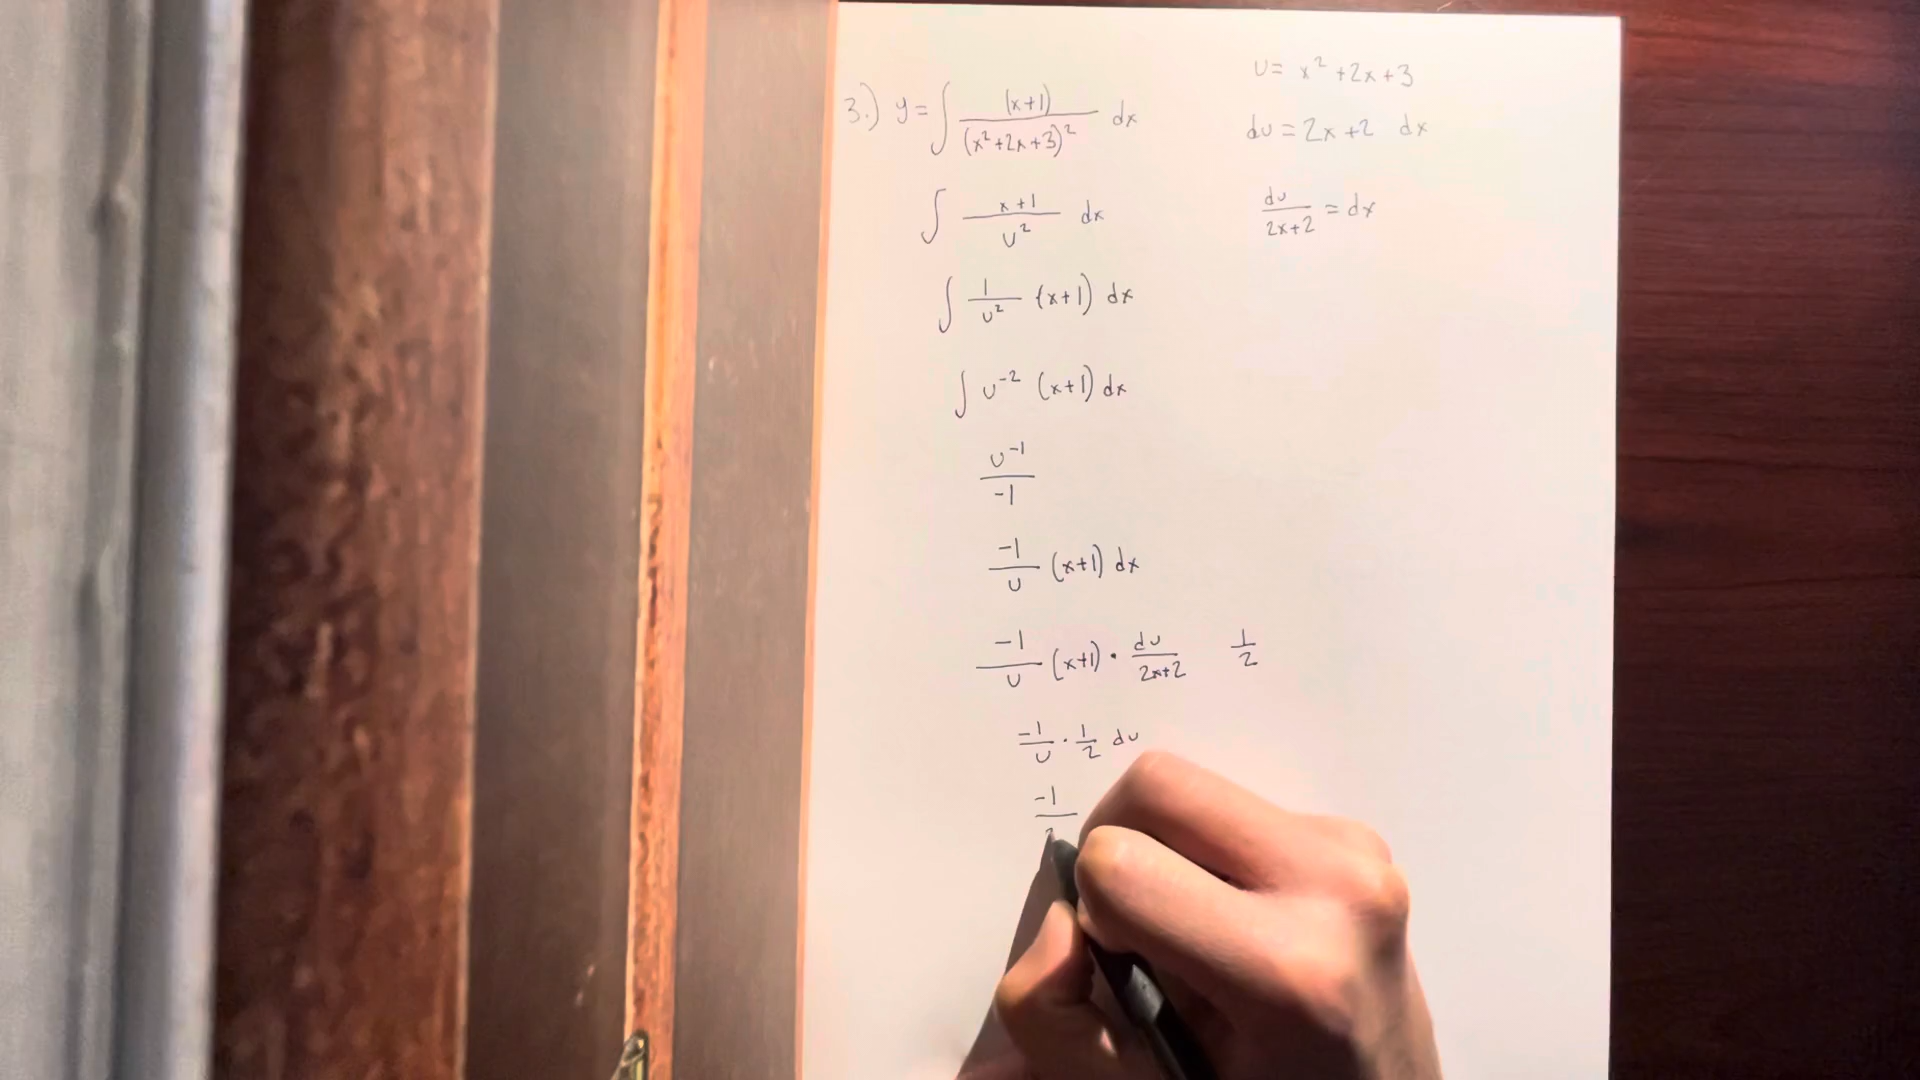 3.) y = ∫ (x+1)/(x²+2x+3)² dx
u = x²+2x+3
du = 2x+2 dx
∫ x+1/u² dx
du/2x+2 = dx
∫ 1/u² (x+1) dx
∫ u⁻² (x+1) dx
u⁻¹/-1
-1/u (x+1) dx
-1/u (x+1) · du/2x+2 1/2
-1/u · 1/2 du
-1/